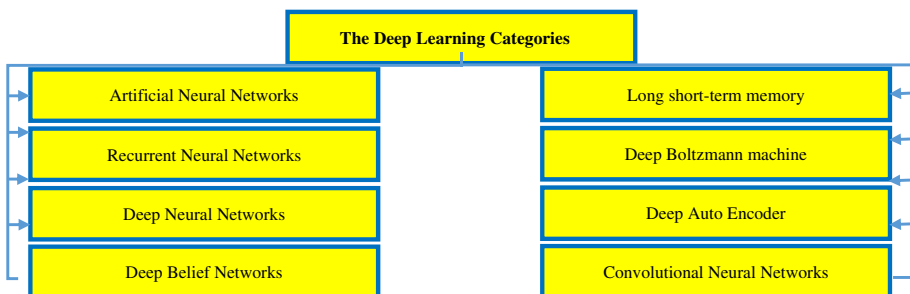 The Deep Learning Categories
Artificial Neural Networks
Recurrent Neural Networks
Deep Neural Networks
Deep Belief Networks
Long short-term memory
Deep Boltzmann machine
Deep Auto Encoder
Convolutional Neural Networks